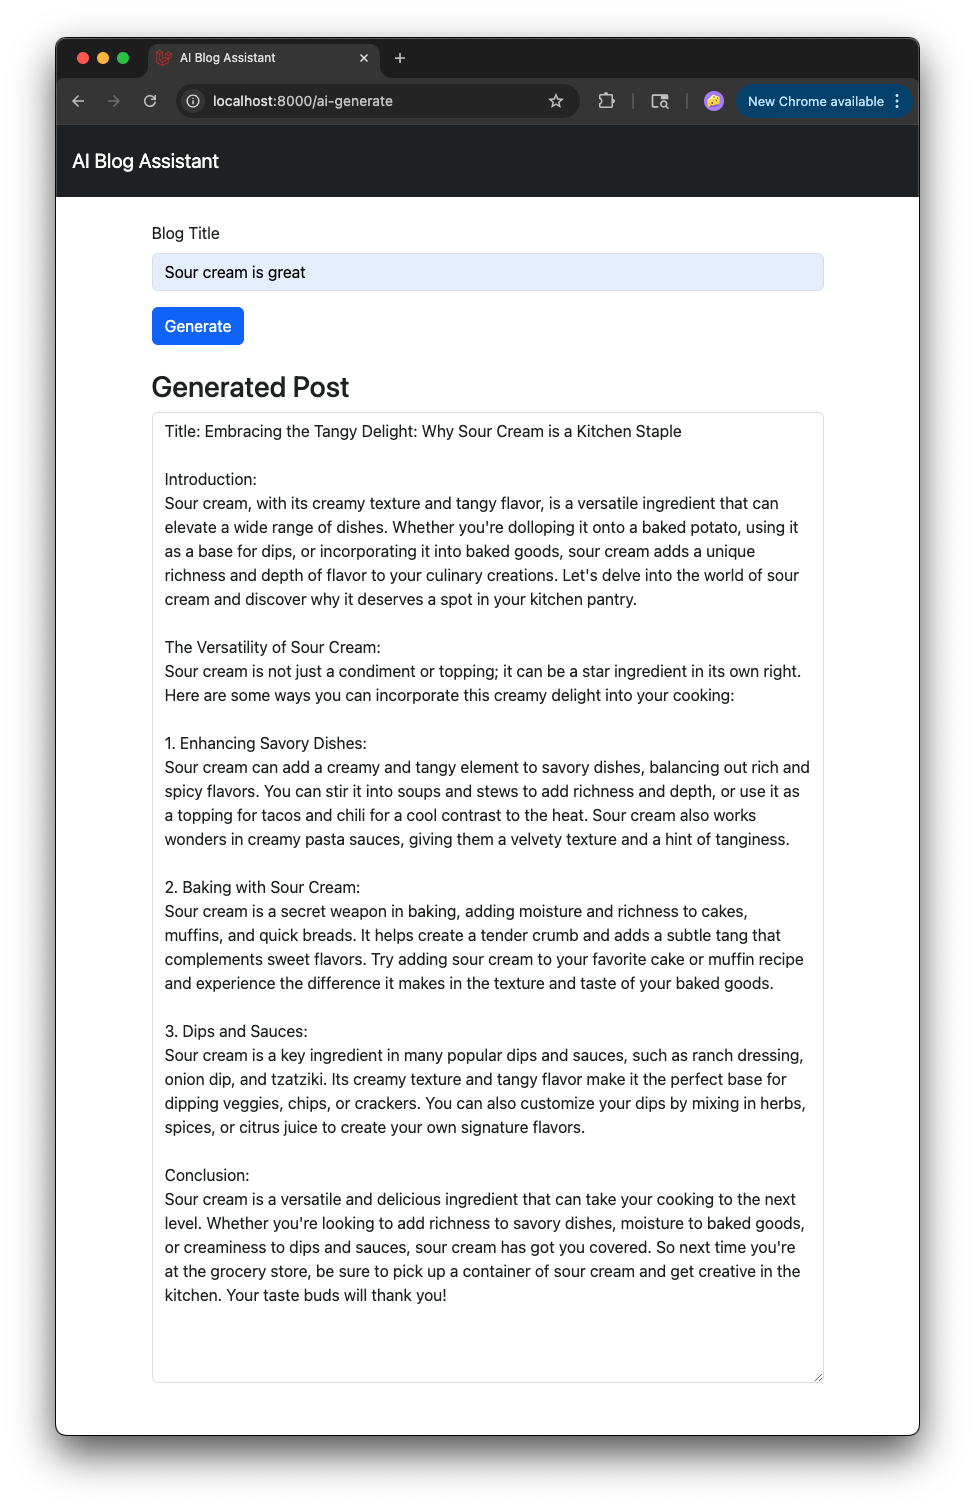 AI Blog Assistant
localhost:8000/ai-generate
New Chrome available
AI Blog Assistant
Blog Title
Sour cream is great
Generate
Generated Post
Title: Embracing the Tangy Delight: Why Sour Cream is a Kitchen Staple
Introduction:
Sour cream, with its creamy texture and tangy flavor, is a versatile ingredient that can
elevate a wide range of dishes. Whether you're dolloping it onto a baked potato, using it
as a base for dips, or incorporating it into baked goods, sour cream adds a unique
richness and depth of flavor to your culinary creations. Let's delve into the world of sour
cream and discover why it deserves a spot in your kitchen pantry.
The Versatility of Sour Cream:
Sour cream is not just a condiment or topping; it can be a star ingredient in its own right.
Here are some ways you can incorporate this creamy delight into your cooking:
1. Enhancing Savory Dishes:
Sour cream can add a creamy and tangy element to savory dishes, balancing out rich and
spicy flavors. You can stir it into soups and stews to add richness and depth, or use it as
a topping for tacos and chili for a cool contrast to the heat. Sour cream also works
wonders in creamy pasta sauces, giving them a velvety texture and a hint of tanginess.
2. Baking with Sour Cream:
Sour cream is a secret weapon in baking, adding moisture and richness to cakes,
muffins, and quick breads. It helps create a tender crumb and adds a subtle tang that
complements sweet flavors. Try adding sour cream to your favorite cake or muffin recipe
and experience the difference it makes in the texture and taste of your baked goods.
3. Dips and Sauces:
Sour cream is a key ingredient in many popular dips and sauces, such as ranch dressing,
onion dip, and tzatziki. Its creamy texture and tangy flavor make it the perfect base for
dipping veggies, chips, or crackers. You can also customize your dips by mixing in herbs,
spices, or citrus juice to create your own signature flavors.
Conclusion:
Sour cream is a versatile and delicious ingredient that can take your cooking to the next
level. Whether you're looking to add richness to savory dishes, moisture to baked goods,
or creaminess to dips and sauces, sour cream has got you covered. So next time you're
at the grocery store, be sure to pick up a container of sour cream and get creative in the
kitchen. Your taste buds will thank you!